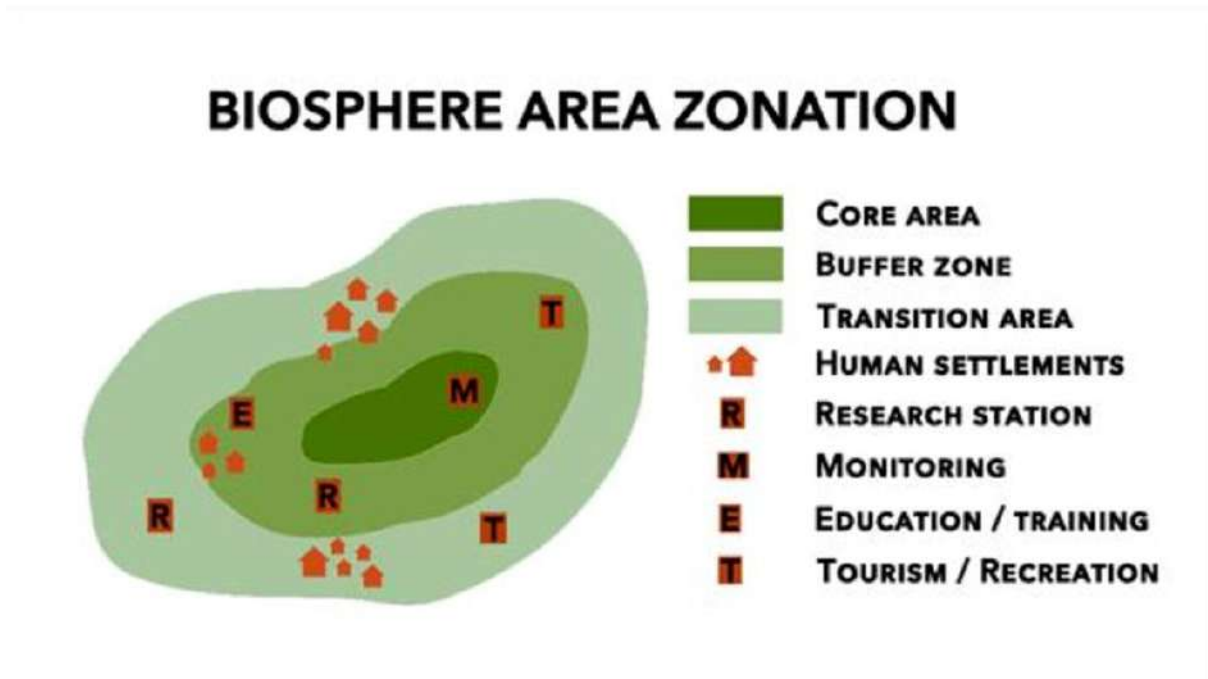 BIOSPHERE AREA ZONATION
CORE AREA
BUFFER ZONE
T
TRANSITION AREA
HUMAN SETTLEMENTS
M
E
R RESEARCH STATION
M MONITORING
R
R
E EDUCATION / TRAINING
T
T TOURISM / RECREATION